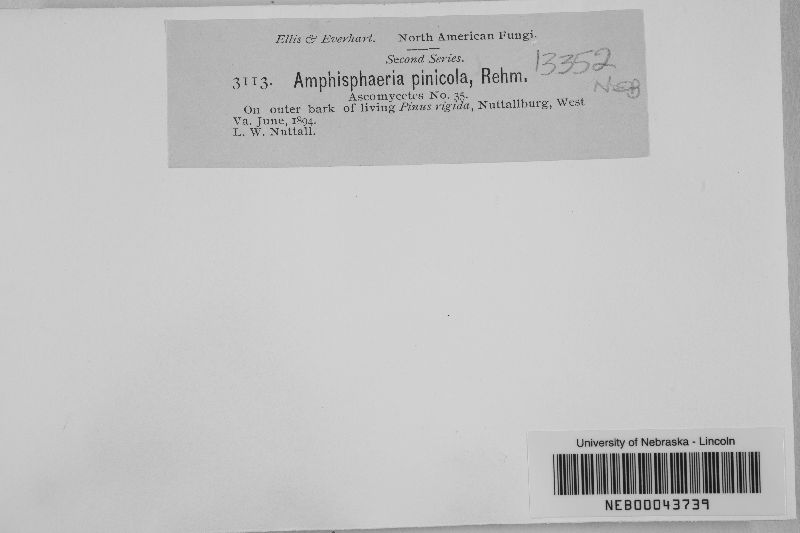 Ellis & Everhart. North American Fungi.
Second Series.
13352
3113. Amphisphaeria pinicola, Rehm.
NEB
Ascomycetes No. 35.
On outer bark of living Pinus rigida, Nuttallburg, West
Va. June, 1894.
L. W. Nuttall.
University of Nebraska - Lincoln
NEB00043739